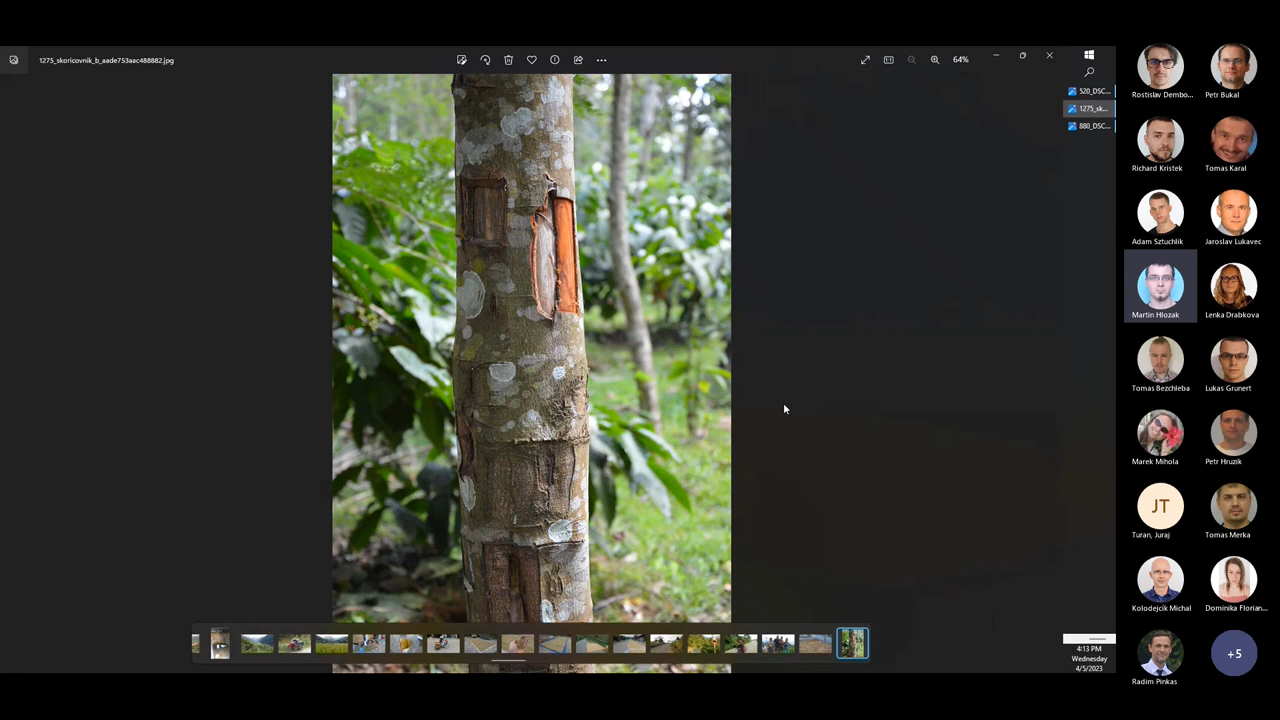 1275_skoricovnik_b_aade753aac488882.jpg
64%
520_DSC...
1275_sk...
880_DSC...
4:13 PM
Wednesday
4/5/2023
Rostislav Dembo...
Petr Bukal
Richard Kristek
Tomas Karal
Adam Sztuchlik
Jaroslav Lukavec
Martin Hlozak
Lenka Drabkova
Tomas Bezchleba
Lukas Grunert
Marek Mihola
Petr Hruzik
JT
Turan, Juraj
Tomas Merka
Kolodejcík Michal
Dominika Florian...
Radim Pinkas
+5